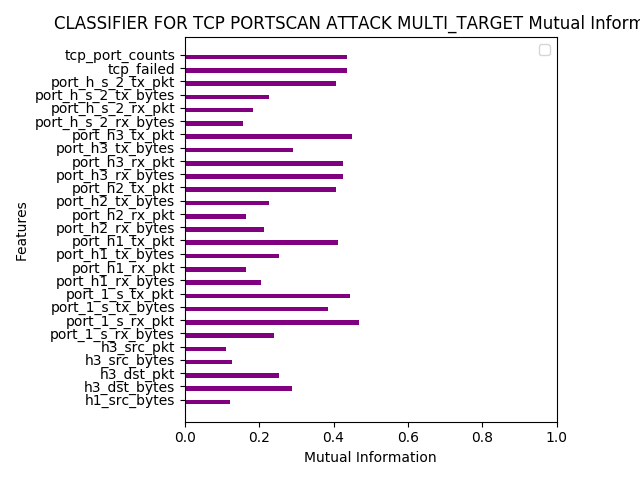 CLASSIFIER FOR TCP PORTSCAN ATTACK MULTI_TARGET Mutual Inform
tcp_port_counts
tcp_failed
port_h_s_2_tx_pkt
port_h_s_2_tx_bytes
port_h_s_2_rx_pkt
port_h_s_2_rx_bytes
port_h3_tx_pkt
port_h3_tx_bytes
port_h3_rx_pkt
port_h3_rx_bytes
port_h2_tx_pkt
port_h2_tx_bytes
port_h2_rx_pkt
port_h2_rx_bytes
port_h1_tx_pkt
port_h1_tx_bytes
port_h1_rx_pkt
port_h1_rx_bytes
port_1_s_tx_pkt
port_1_s_tx_bytes
port_1_s_rx_pkt
port_1_s_rx_bytes
h3_src_pkt
h3_src_bytes
h3_dst_pkt
h3_dst_bytes
h1_src_bytes
Features
0.0 0.2 0.4 0.6 0.8 1.0
Mutual Information